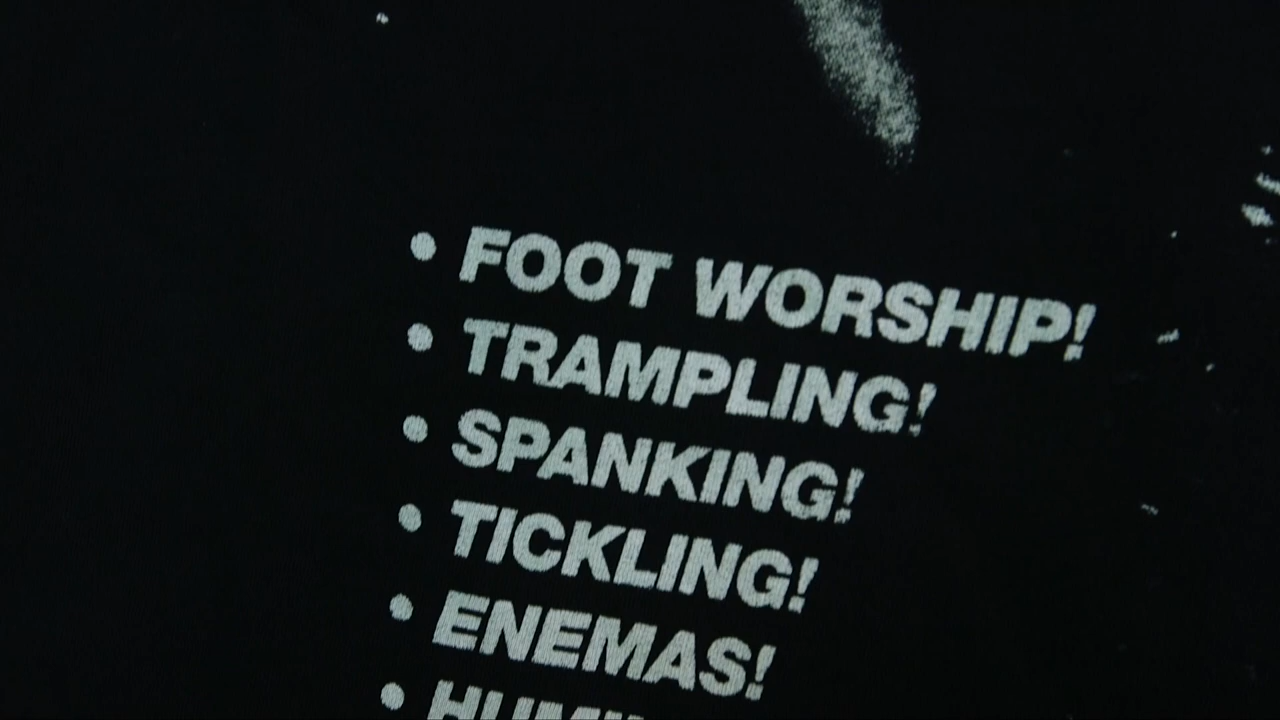 • FOOT WORSHIP!
• TRAMPLING!
• SPANKING!
• TICKLING!
• ENEMAS!